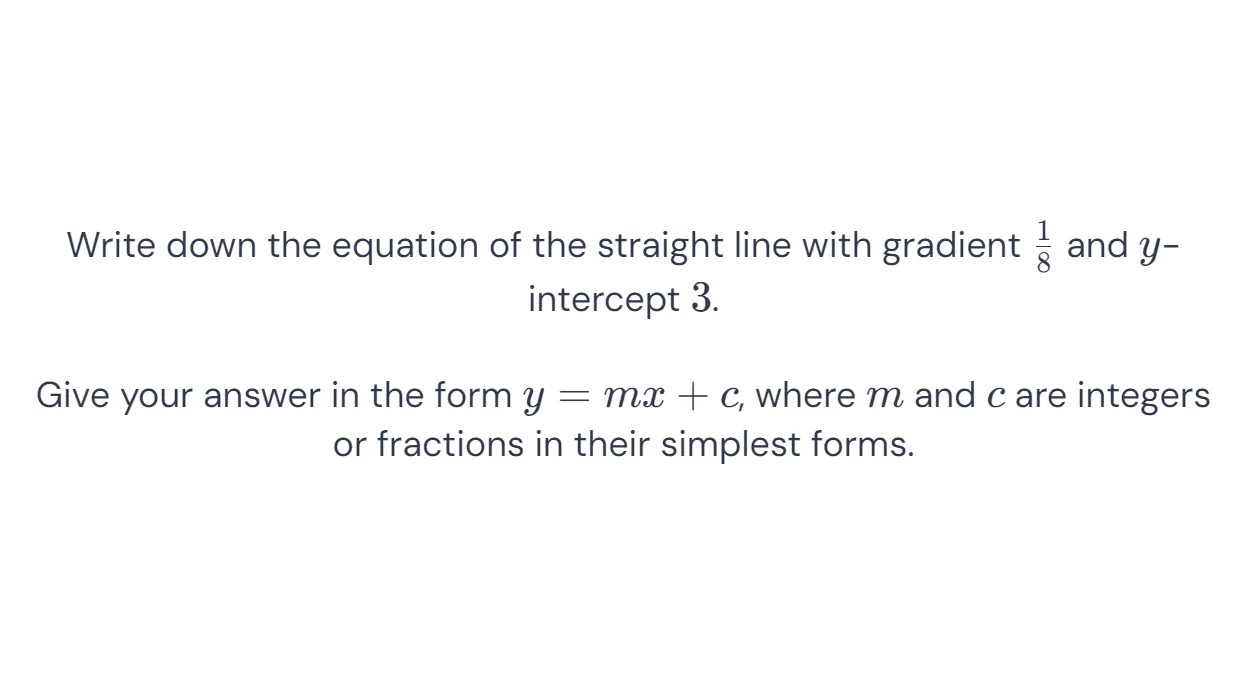 Write down the equation of the straight line with gradient 1/8 and y-
intercept 3.
Give your answer in the form y = mx + c, where m and c are integers
or fractions in their simplest forms.